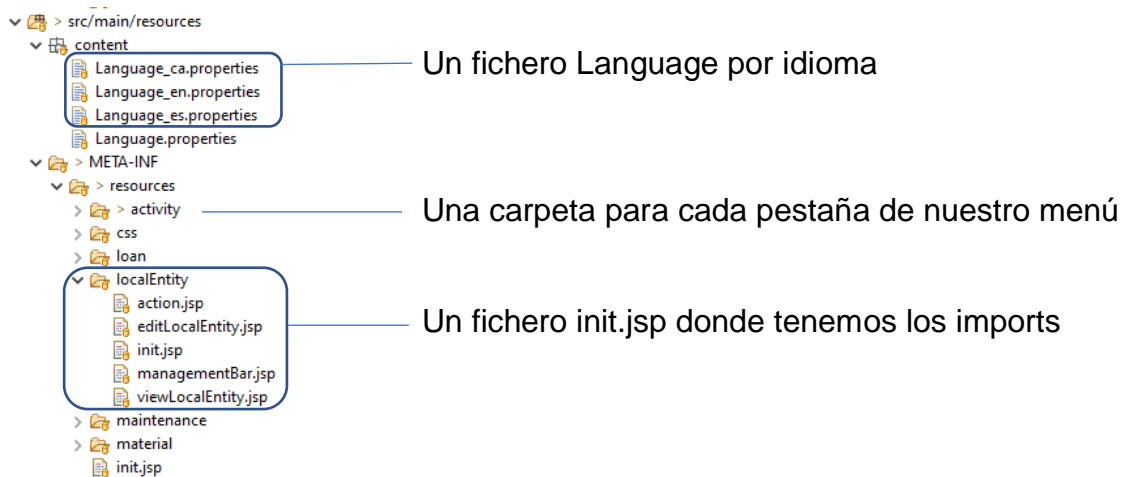 > src/main/resources
content
Language_ca.properties
Un fichero Language por idioma
Language_en.properties
Language_es.properties
Language.properties
> META-INF
> resources
> activity
Una carpeta para cada pestaña de nuestro menú
css
loan
localEntity
action.jsp
editLocalEntity.jsp
Un fichero init.jsp donde tenemos los imports
init.jsp
managementBar.jsp
viewLocalEntity.jsp
maintenance
material
init.jsp